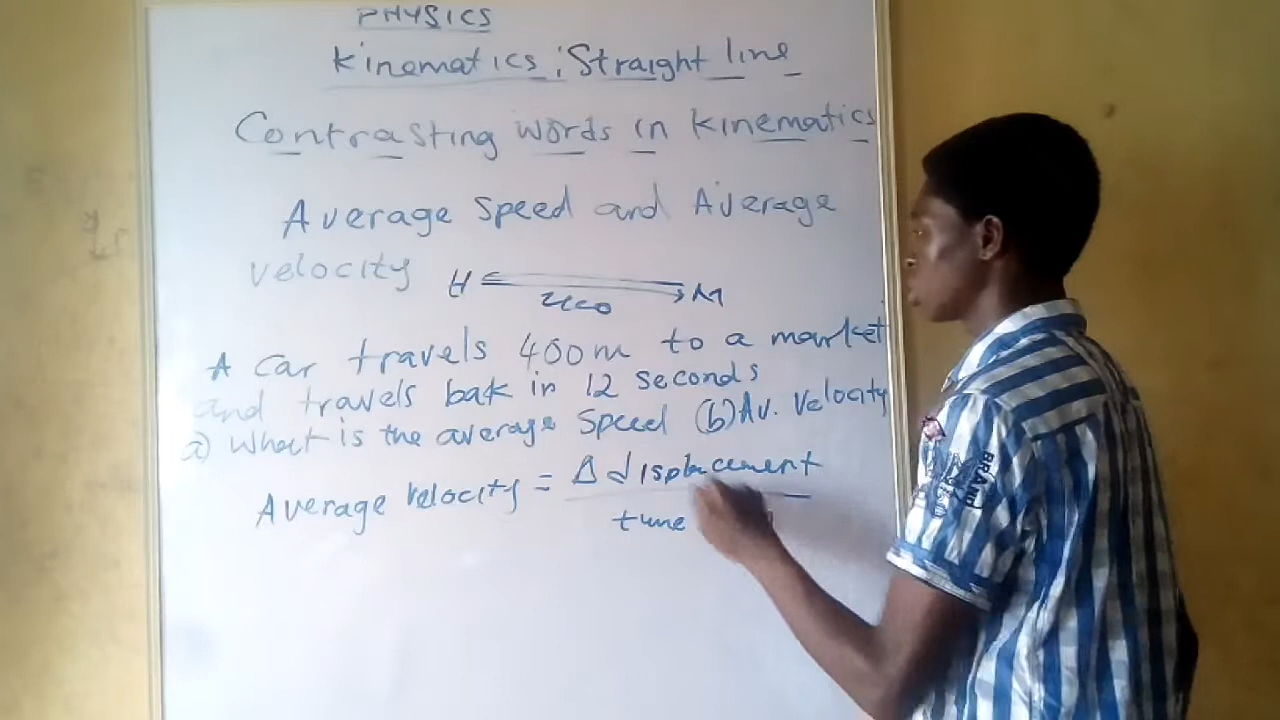 PHYSICS
Kinematics : Straight line
Contrasting words in Kinematics
Average Speed and Average
velocity H M
A car travels 400m to a market
and travels bak in 12 seconds
a) What is the average Speed (b) Av. Velocity
Average velocity = Δ displacement
time
BRAND